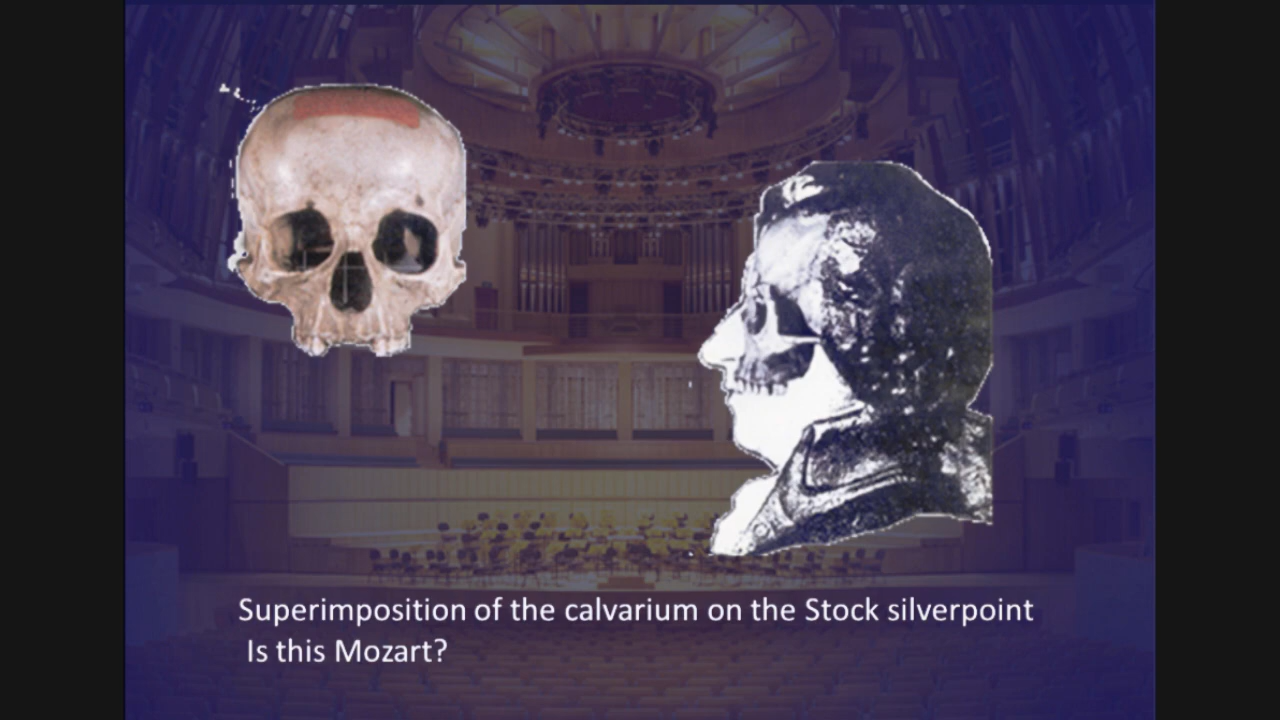 Superimposition of the calvarium on the Stock silverpoint
Is this Mozart?